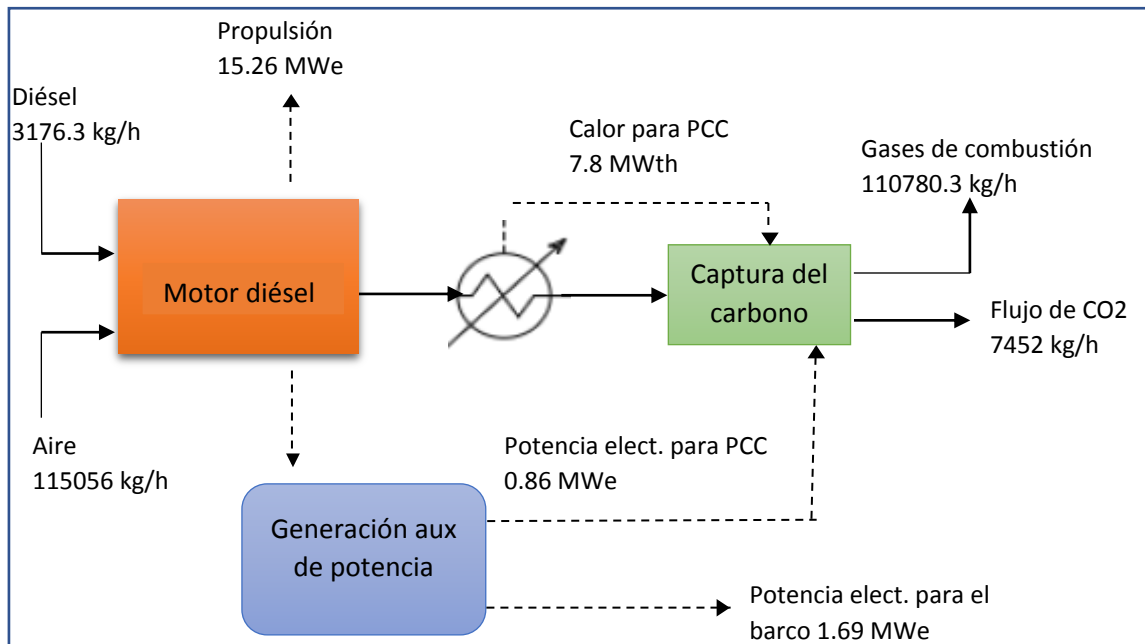 Propulsión
15.26 MWe
Diésel
3176.3 kg/h
Calor para PCC
7.8 MWth
Gases de combustión
110780.3 kg/h
Motor diésel
Captura del
carbono
Flujo de CO2
7452 kg/h
Aire
115056 kg/h
Potencia elect. para PCC
0.86 MWe
Generación aux
de potencia
Potencia elect. para el
barco 1.69 MWe